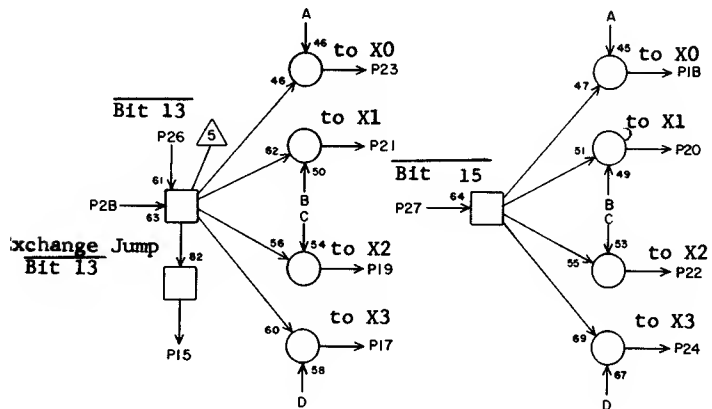 A
46
to X0
46
P23
Bit 13
P26
5
to X1
62
P21
61
50
P28
63
B
C
Exchange Jump
Bit 13
82
56
54
to X2
P19
60
to X3
P17
58
P15
D
A
45
to X0
47
P18
to X1
51
P20
Bit 15
49
P27
64
B
C
53
to X2
55
P22
to X3
69
P24
67
D